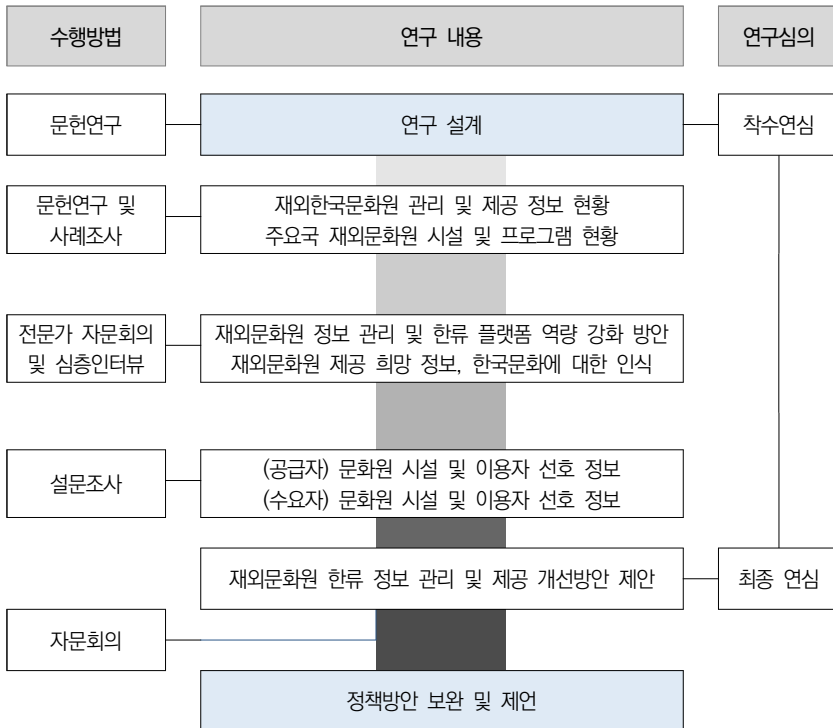 수행방법
연구 내용
연구심의
문헌연구
연구 설계
착수연심
문헌연구 및
사례조사
재외한국문화원 관리 및 제공 정보 현황
주요국 재외문화원 시설 및 프로그램 현황
전문가 자문회의
및 심층인터뷰
재외문화원 정보 관리 및 한류 플랫폼 역량 강화 방안
재외문화원 제공 희망 정보, 한국문화에 대한 인식
설문조사
(공급자) 문화원 시설 및 이용자 선호 정보
(수요자) 문화원 시설 및 이용자 선호 정보
재외문화원 한류 정보 관리 및 제공 개선방안 제안
최종 연심
자문회의
정책방안 보완 및 제언